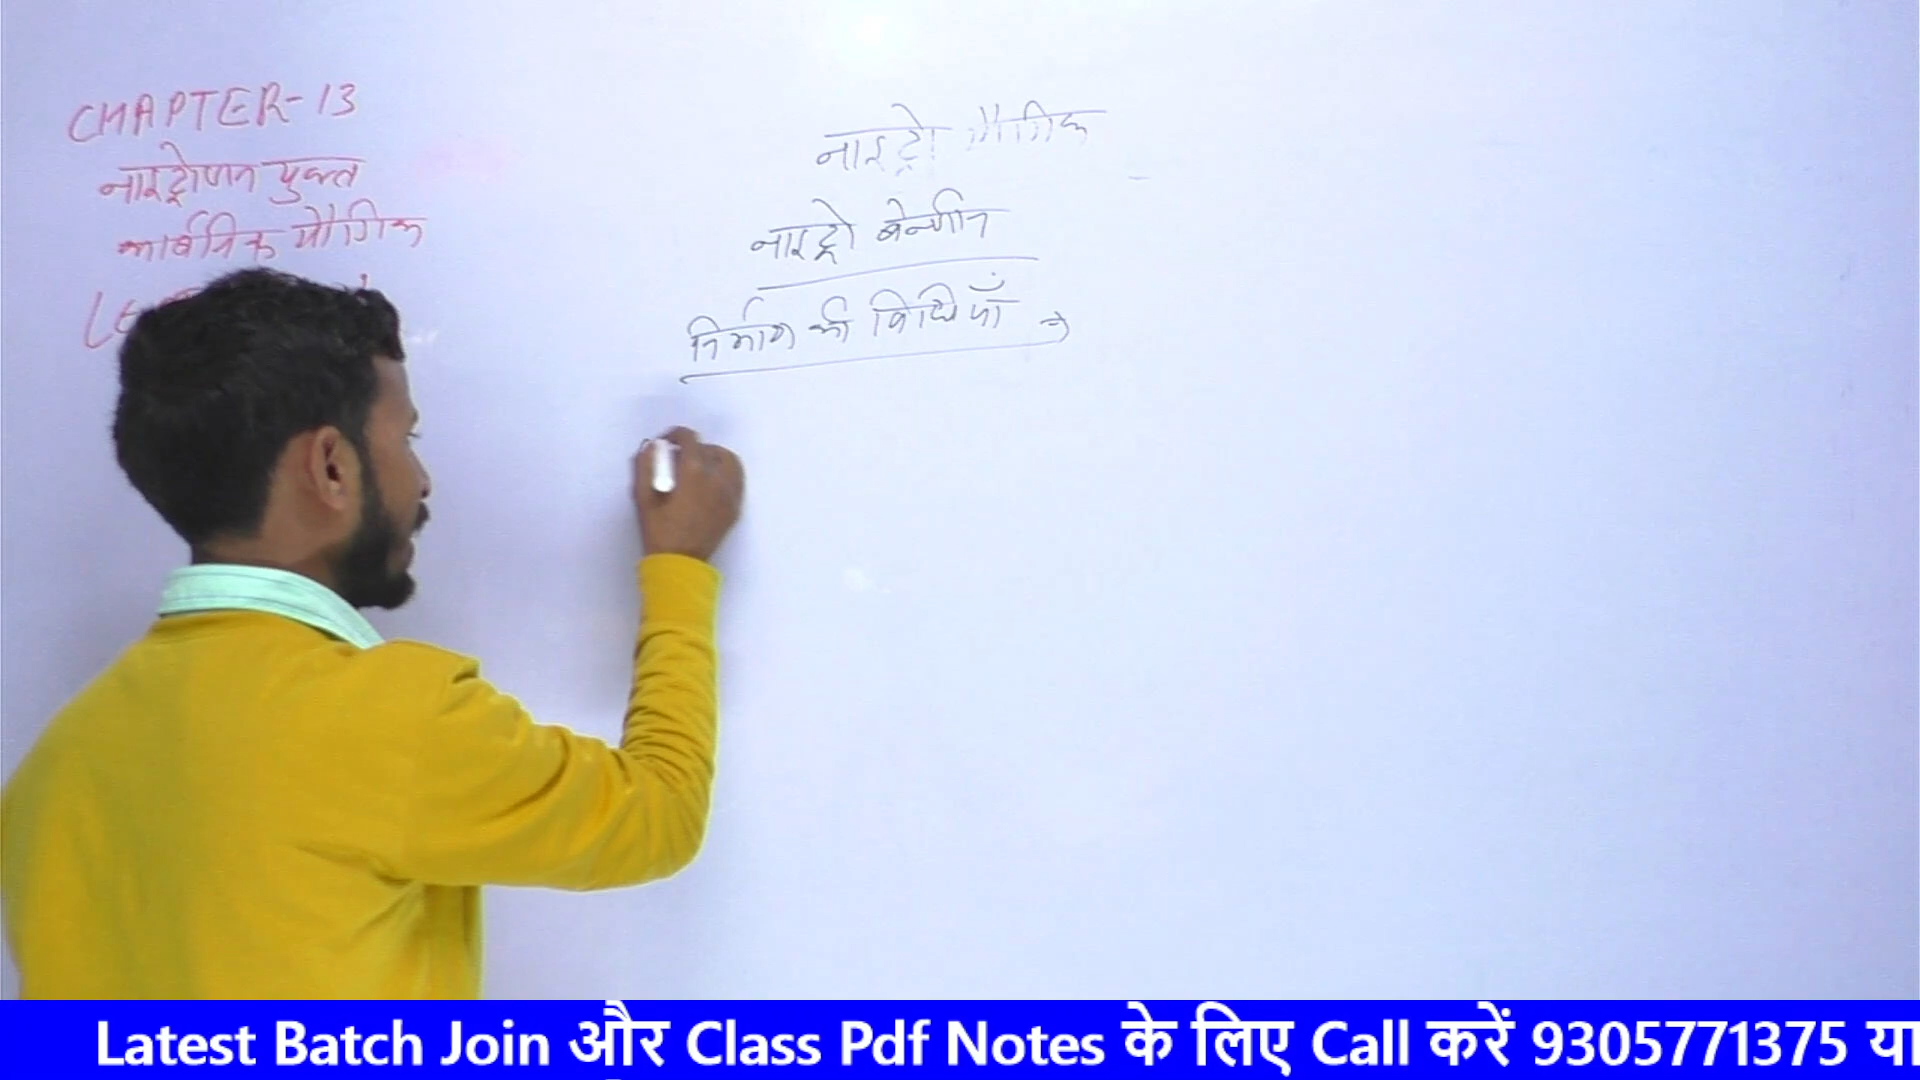 CHAPTER-13
नाइट्रोजन युक्त
कार्बनिक यौगिक
नाइट्रो यौगिक
नाइट्रो बेन्जीन
निर्माण की विधियाँ →
Latest Batch Join और Class Pdf Notes के लिए Call करें 9305771375 या